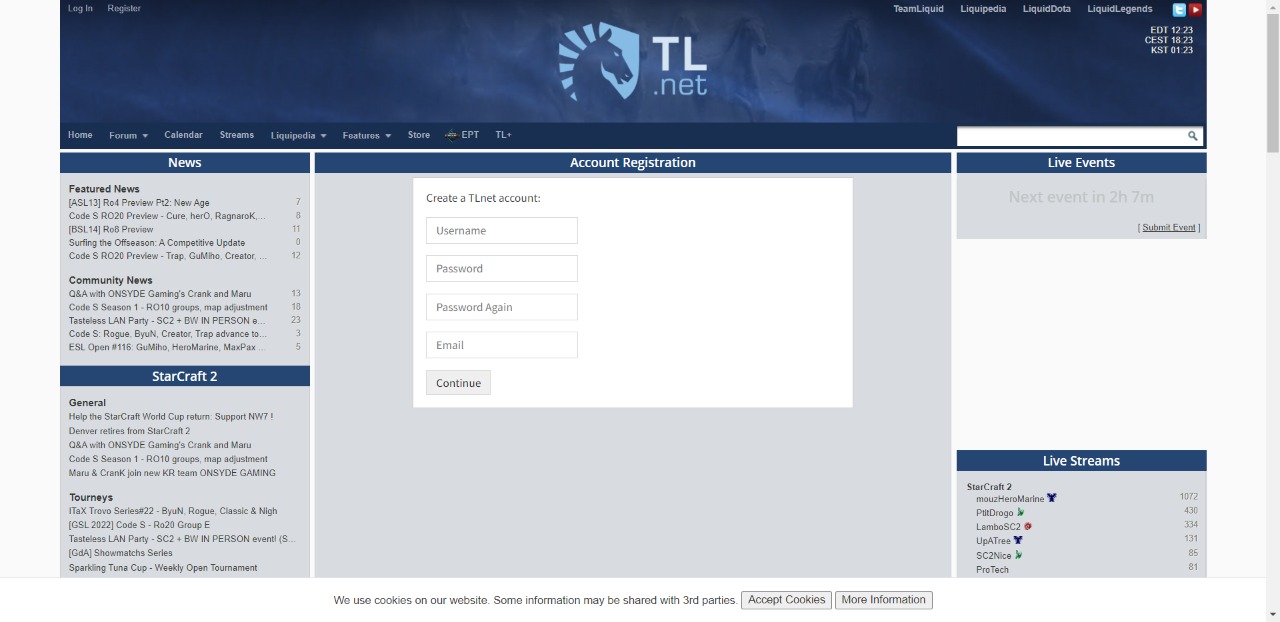 Log In Register
TeamLiquid Liquipedia LiquidDota LiquidLegends
EDT 12:23
CEST 18:23
KST 01:23
TL
.net
Home Forum Calendar Streams Liquipedia Features Store EPT TL+
News
Featured News
[ASL13] Ro4 Preview Pt2: New Age 7
Code S RO20 Preview - Cure, herO, RagnaroK,... 8
[BSL14] Ro8 Preview 11
Surfing the Offseason: A Competitive Update 0
Code S RO20 Preview - Trap, GuMiho, Creator, ... 12
Community News
Q&A with ONSYDE Gaming's Crank and Maru 13
Code S Season 1 - RO10 groups, map adjustment 18
Tasteless LAN Party - SC2 + BW IN PERSON e... 23
Code S: Rogue, ByuN, Creator, Trap advance to... 3
ESL Open #116: GuMiho, HeroMarine, MaxPax ... 5
StarCraft 2
General
Help the StarCraft World Cup return: Support NW7 !
Denver retires from StarCraft 2
Q&A with ONSYDE Gaming's Crank and Maru
Code S Season 1 - RO10 groups, map adjustment
Maru & CranK join new KR team ONSYDE GAMING
Tourneys
ITaX Trovo Series#22 - ByuN, Rogue, Classic & Nigh
[GSL 2022] Code S - Ro20 Group E
Tasteless LAN Party - SC2 + BW IN PERSON event! (S...
[GdA] Showmatchs Series
Sparkling Tuna Cup - Weekly Open Tournament
Account Registration
Create a TLnet account:
Username
Password
Password Again
Email
Continue
Live Events
Next event in 2h 7m
[ Submit Event ]
Live Streams
StarCraft 2
mouzHeroMarine 1072
PtitDrogo 430
LamboSC2 334
UpATree 131
SC2Nice 85
ProTech 81
We use cookies on our website. Some information may be shared with 3rd parties. Accept Cookies More Information